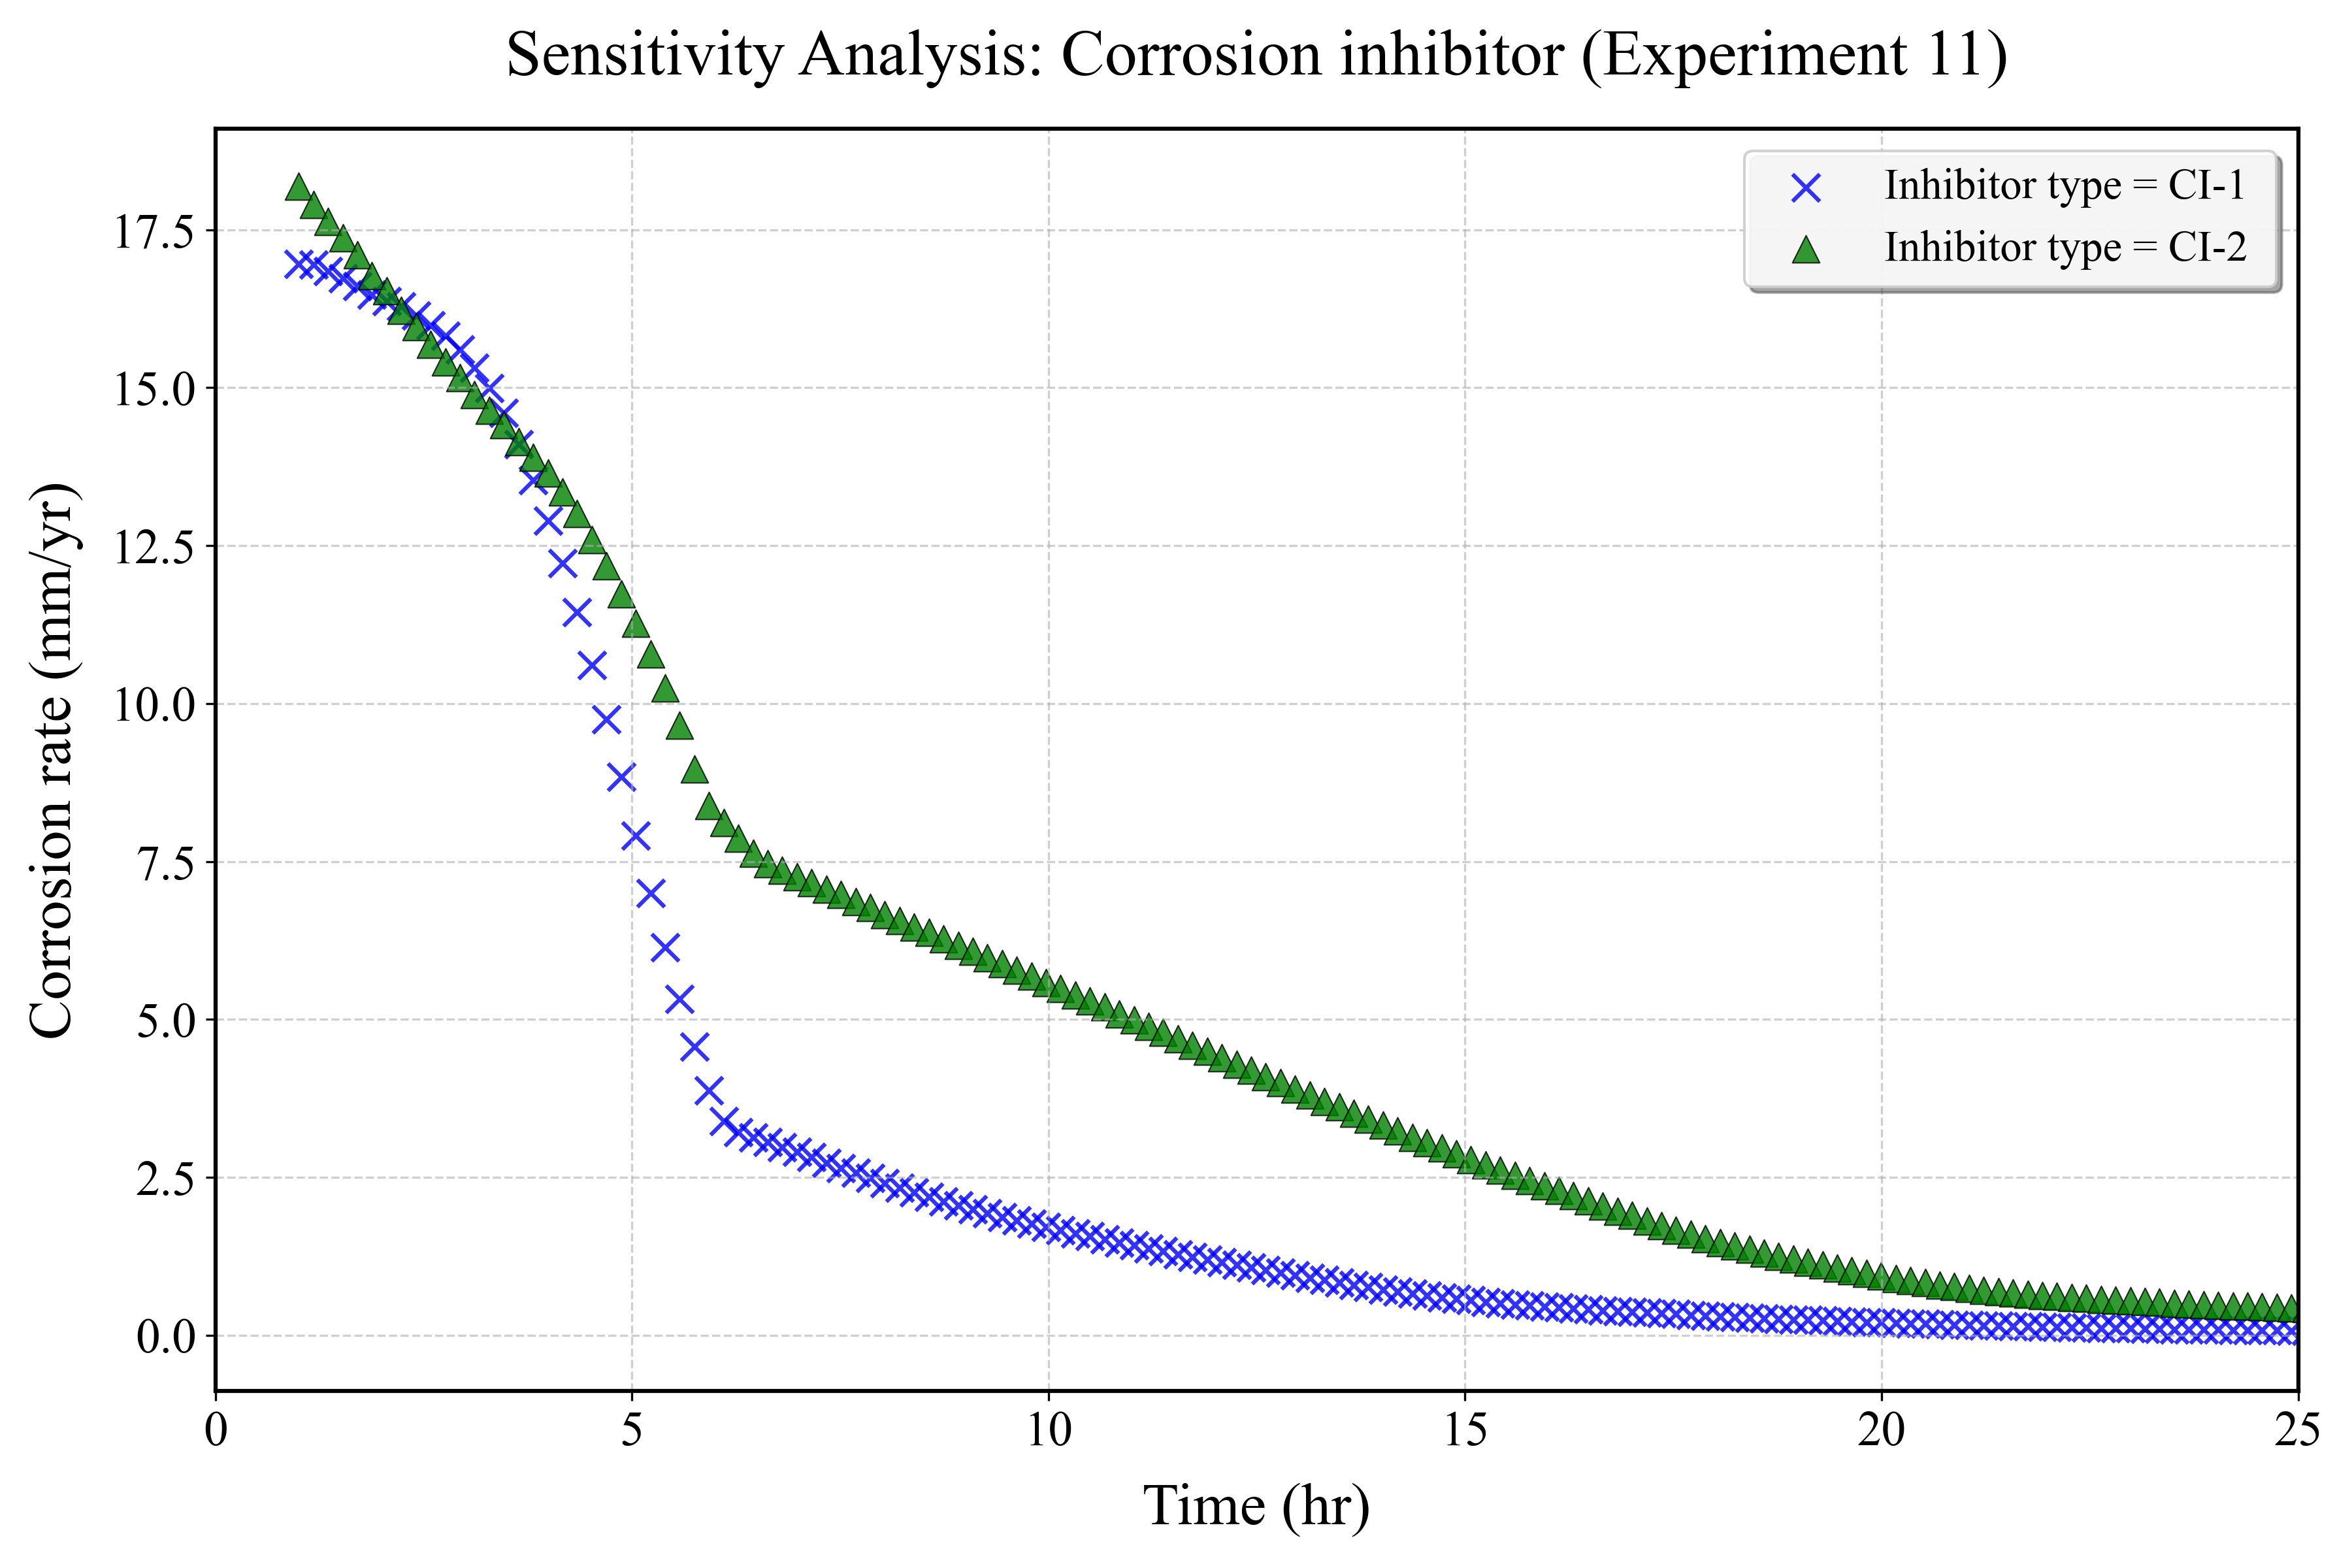 Sensitivity Analysis: Corrosion inhibitor (Experiment 11)
Inhibitor type = CI-1
Inhibitor type = CI-2
Corrosion rate (mm/yr)
17.5
15.0
12.5
10.0
7.5
5.0
2.5
0.0
0 5 10 15 20 25
Time (hr)